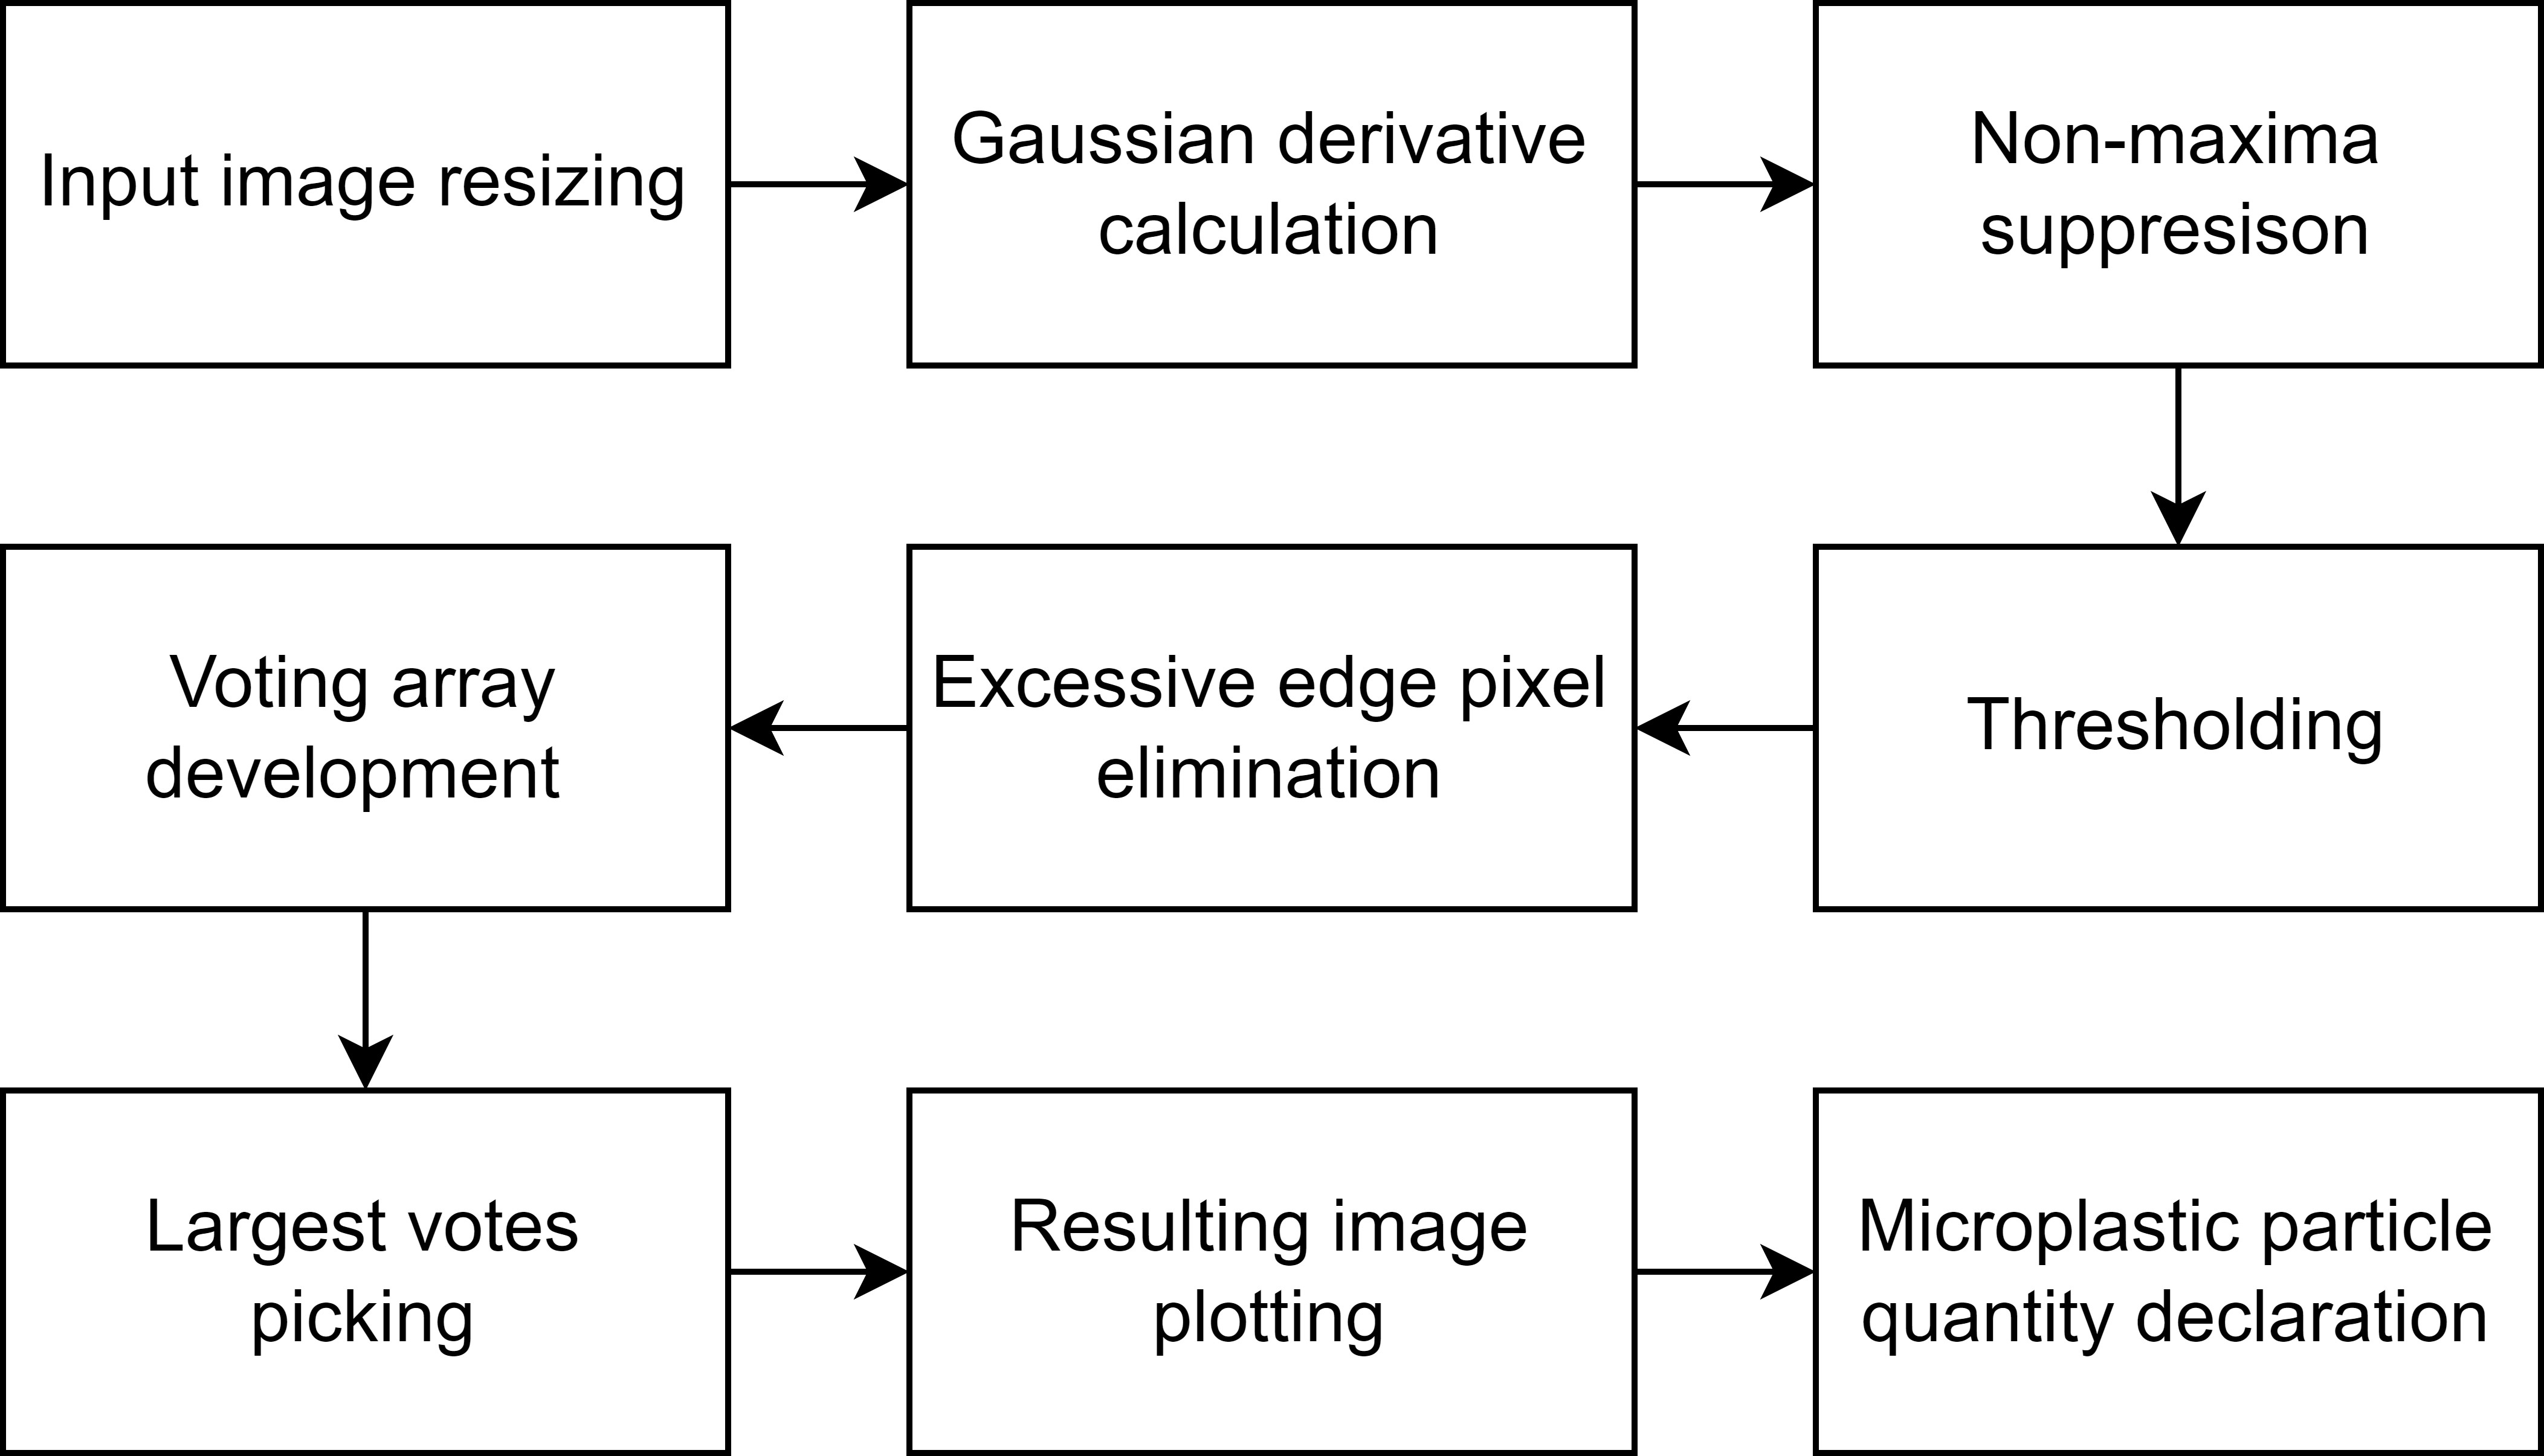 Input image resizing
Gaussian derivative
calculation
Non-maxima
suppresison
Thresholding
Excessive edge pixel
elimination
Voting array
development
Largest votes
picking
Resulting image
plotting
Microplastic particle
quantity declaration